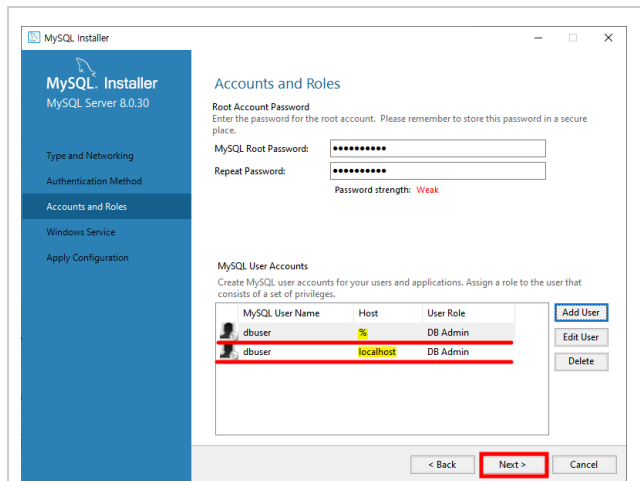 MySQL Installer
MySQL. Installer
MySQL Server 8.0.30
Type and Networking
Authentication Method
Accounts and Roles
Windows Service
Apply Configuration
Accounts and Roles
Root Account Password
Enter the password for the root account.  Please remember to store this password in a secure
place.
MySQL Root Password: ●●●●●●●●●●
Repeat Password: ●●●●●●●●●●
Password strength: Weak
MySQL User Accounts
Create MySQL user accounts for your users and applications. Assign a role to the user that
consists of a set of privileges.
MySQL User Name Host User Role
dbuser % DB Admin
dbuser localhost DB Admin
Add User
Edit User
Delete
< Back Next > Cancel